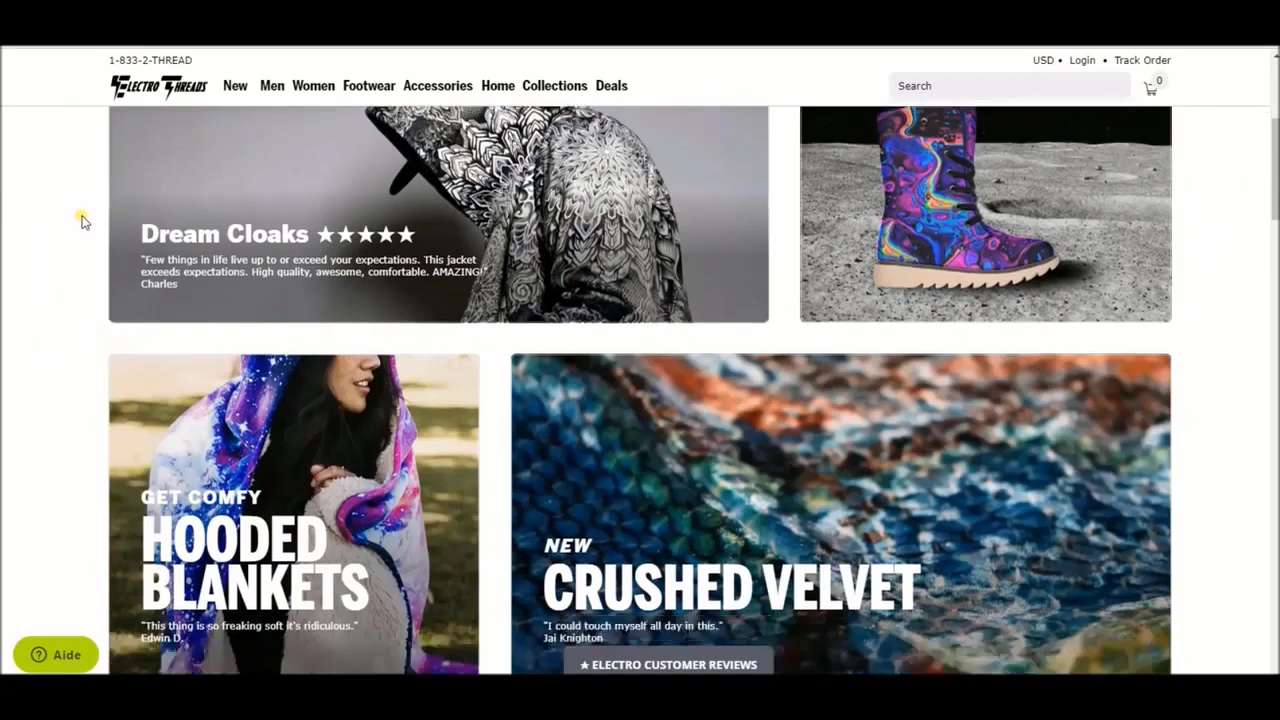 1-833-2-THREAD
USD • Login • Track Order
ELECTRO THREADS New Men Women Footwear Accessories Home Collections Deals Search 0
Dream Cloaks ★★★★★
"Few things in life live up to or exceed your expectations. This jacket
exceeds expectations. High quality, awesome, comfortable. AMAZING!"
Charles
GET COMFY
HOODED
BLANKETS
"This thing is so freaking soft it's ridiculous."
Edwin D.
NEW
CRUSHED VELVET
"I could touch myself all day in this."
Jai Knighton
★ ELECTRO CUSTOMER REVIEWS
Aide